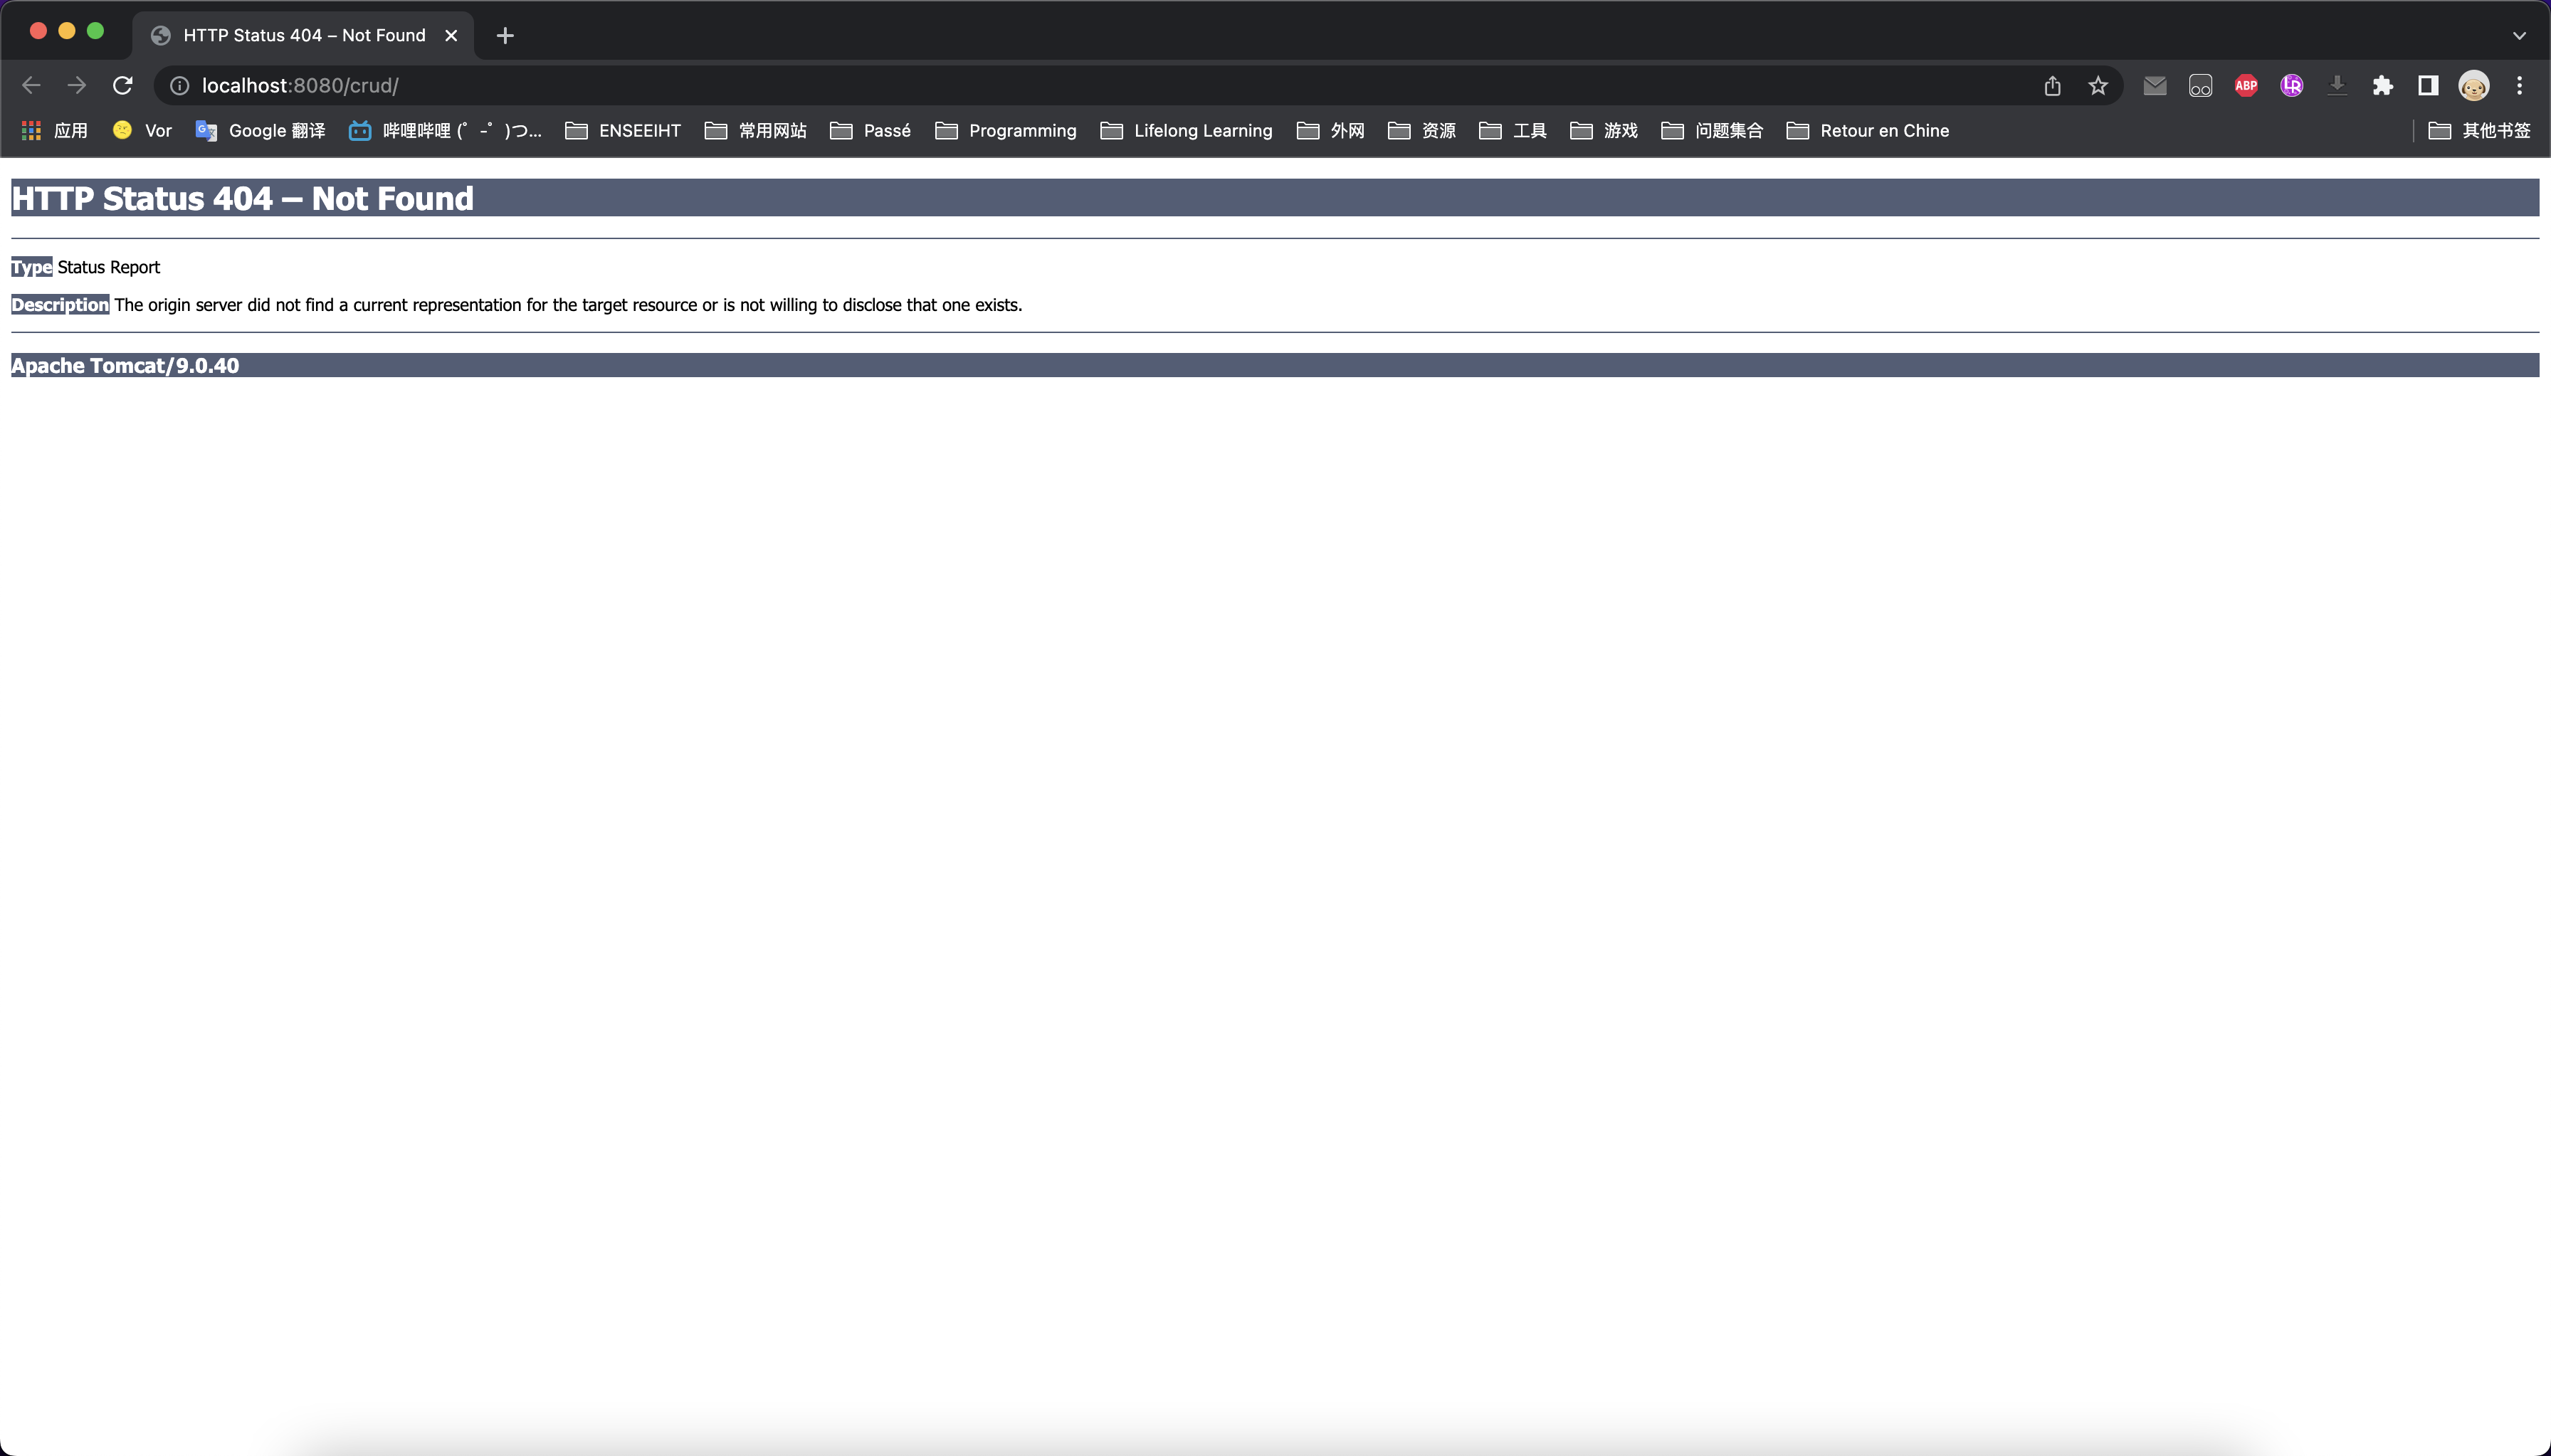 HTTP Status 404 – Not Found
localhost:8080/crud/
ABP
LR
应用 Vor Google 翻译 哔哩哔哩 (゜-゜)つ... ENSEEIHT 常用网站 Passé Programming Lifelong Learning 外网 资源 工具 游戏 问题集合 Retour en Chine 其他书签
HTTP Status 404 – Not Found
Type Status Report
Description The origin server did not find a current representation for the target resource or is not willing to disclose that one exists.
Apache Tomcat/9.0.40